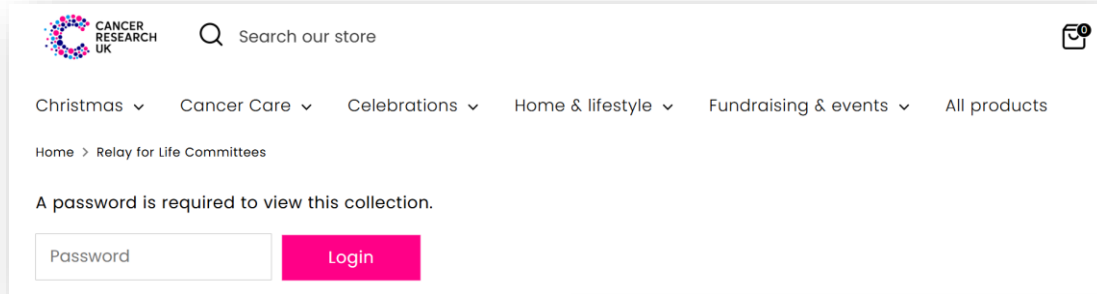 CANCER
RESEARCH
UK
Search our store
0
Christmas Cancer Care Celebrations Home & lifestyle Fundraising & events All products
Home > Relay for Life Committees
A password is required to view this collection.
Password Login